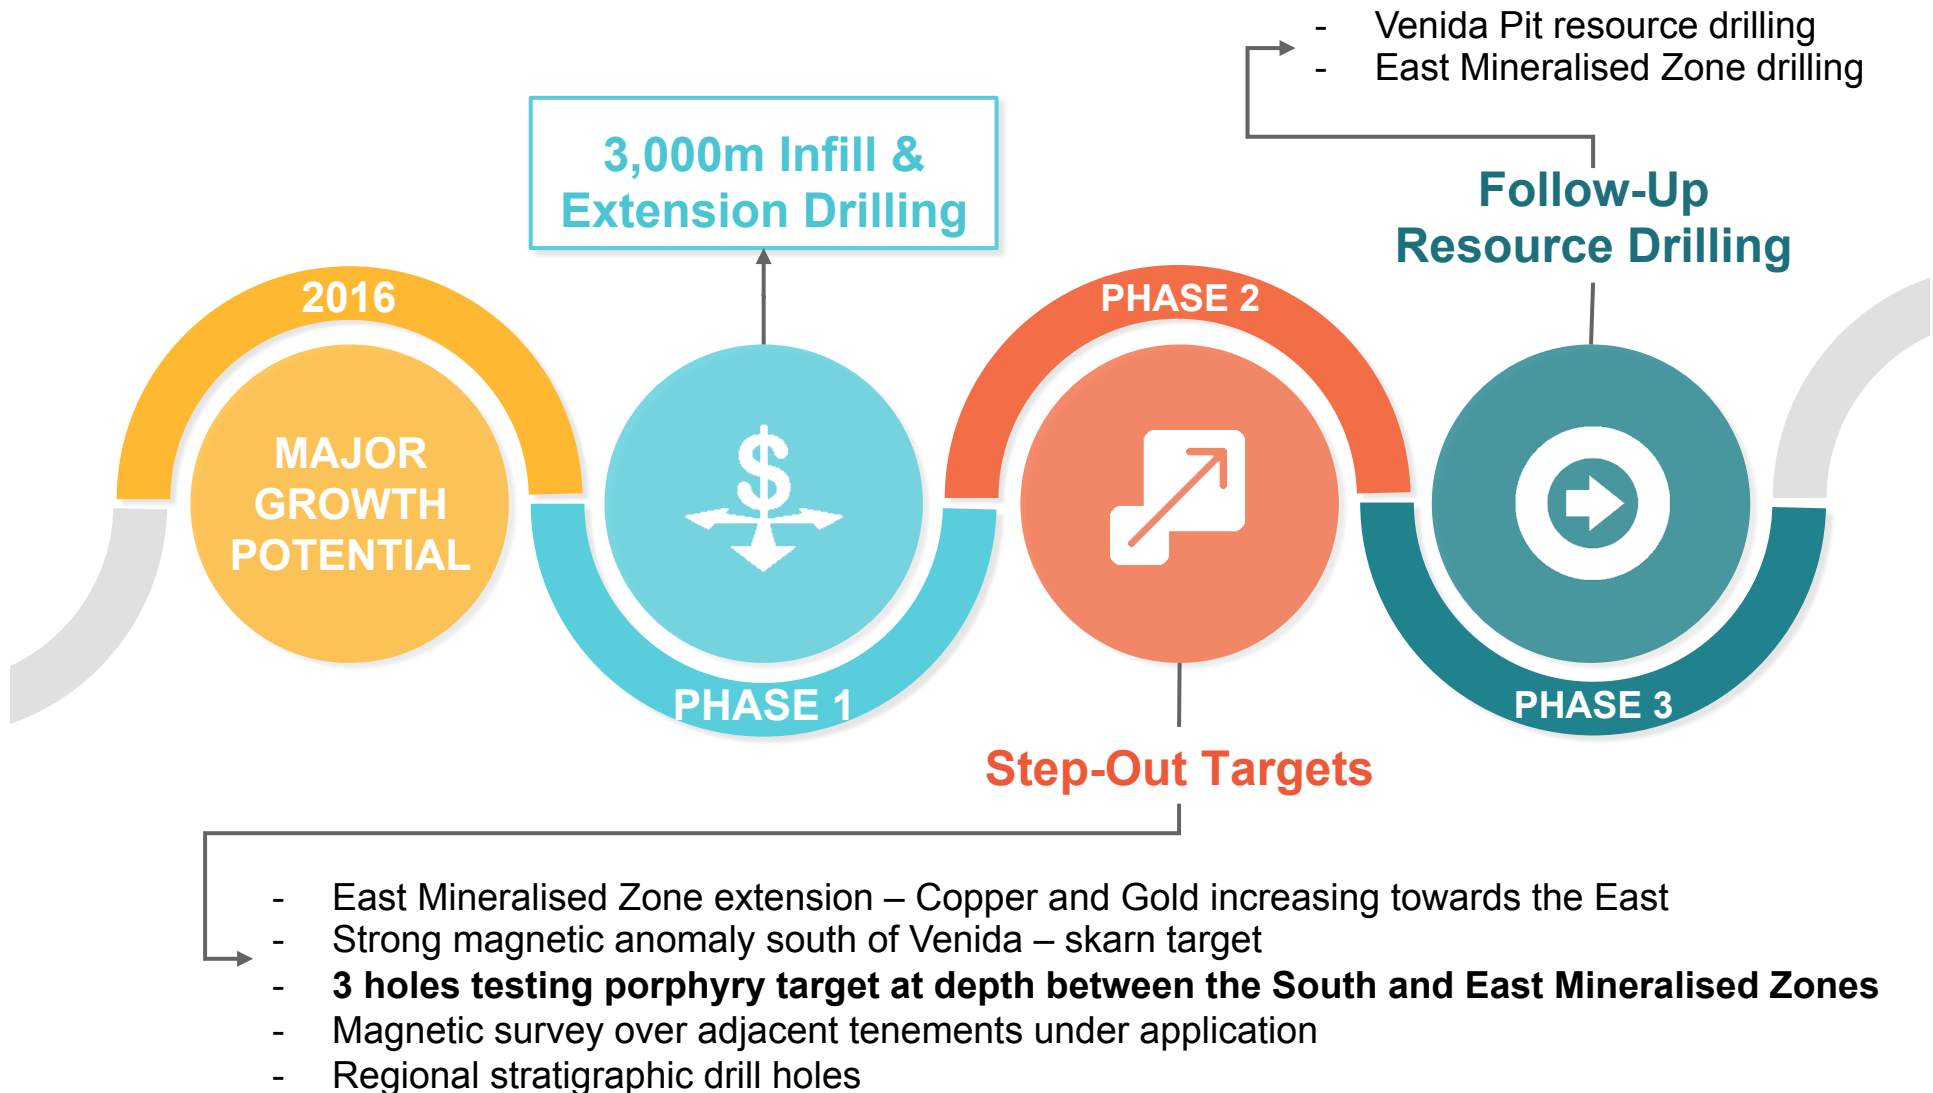 - Venida Pit resource drilling
- East Mineralised Zone drilling
3,000m Infill &
Extension Drilling
Follow-Up
Resource Drilling
2016
PHASE 2
MAJOR
GROWTH
POTENTIAL
$
PHASE 1
PHASE 3
Step-Out Targets
- East Mineralised Zone extension – Copper and Gold increasing towards the East
- Strong magnetic anomaly south of Venida – skarn target
- 3 holes testing porphyry target at depth between the South and East Mineralised Zones
- Magnetic survey over adjacent tenements under application
- Regional stratigraphic drill holes